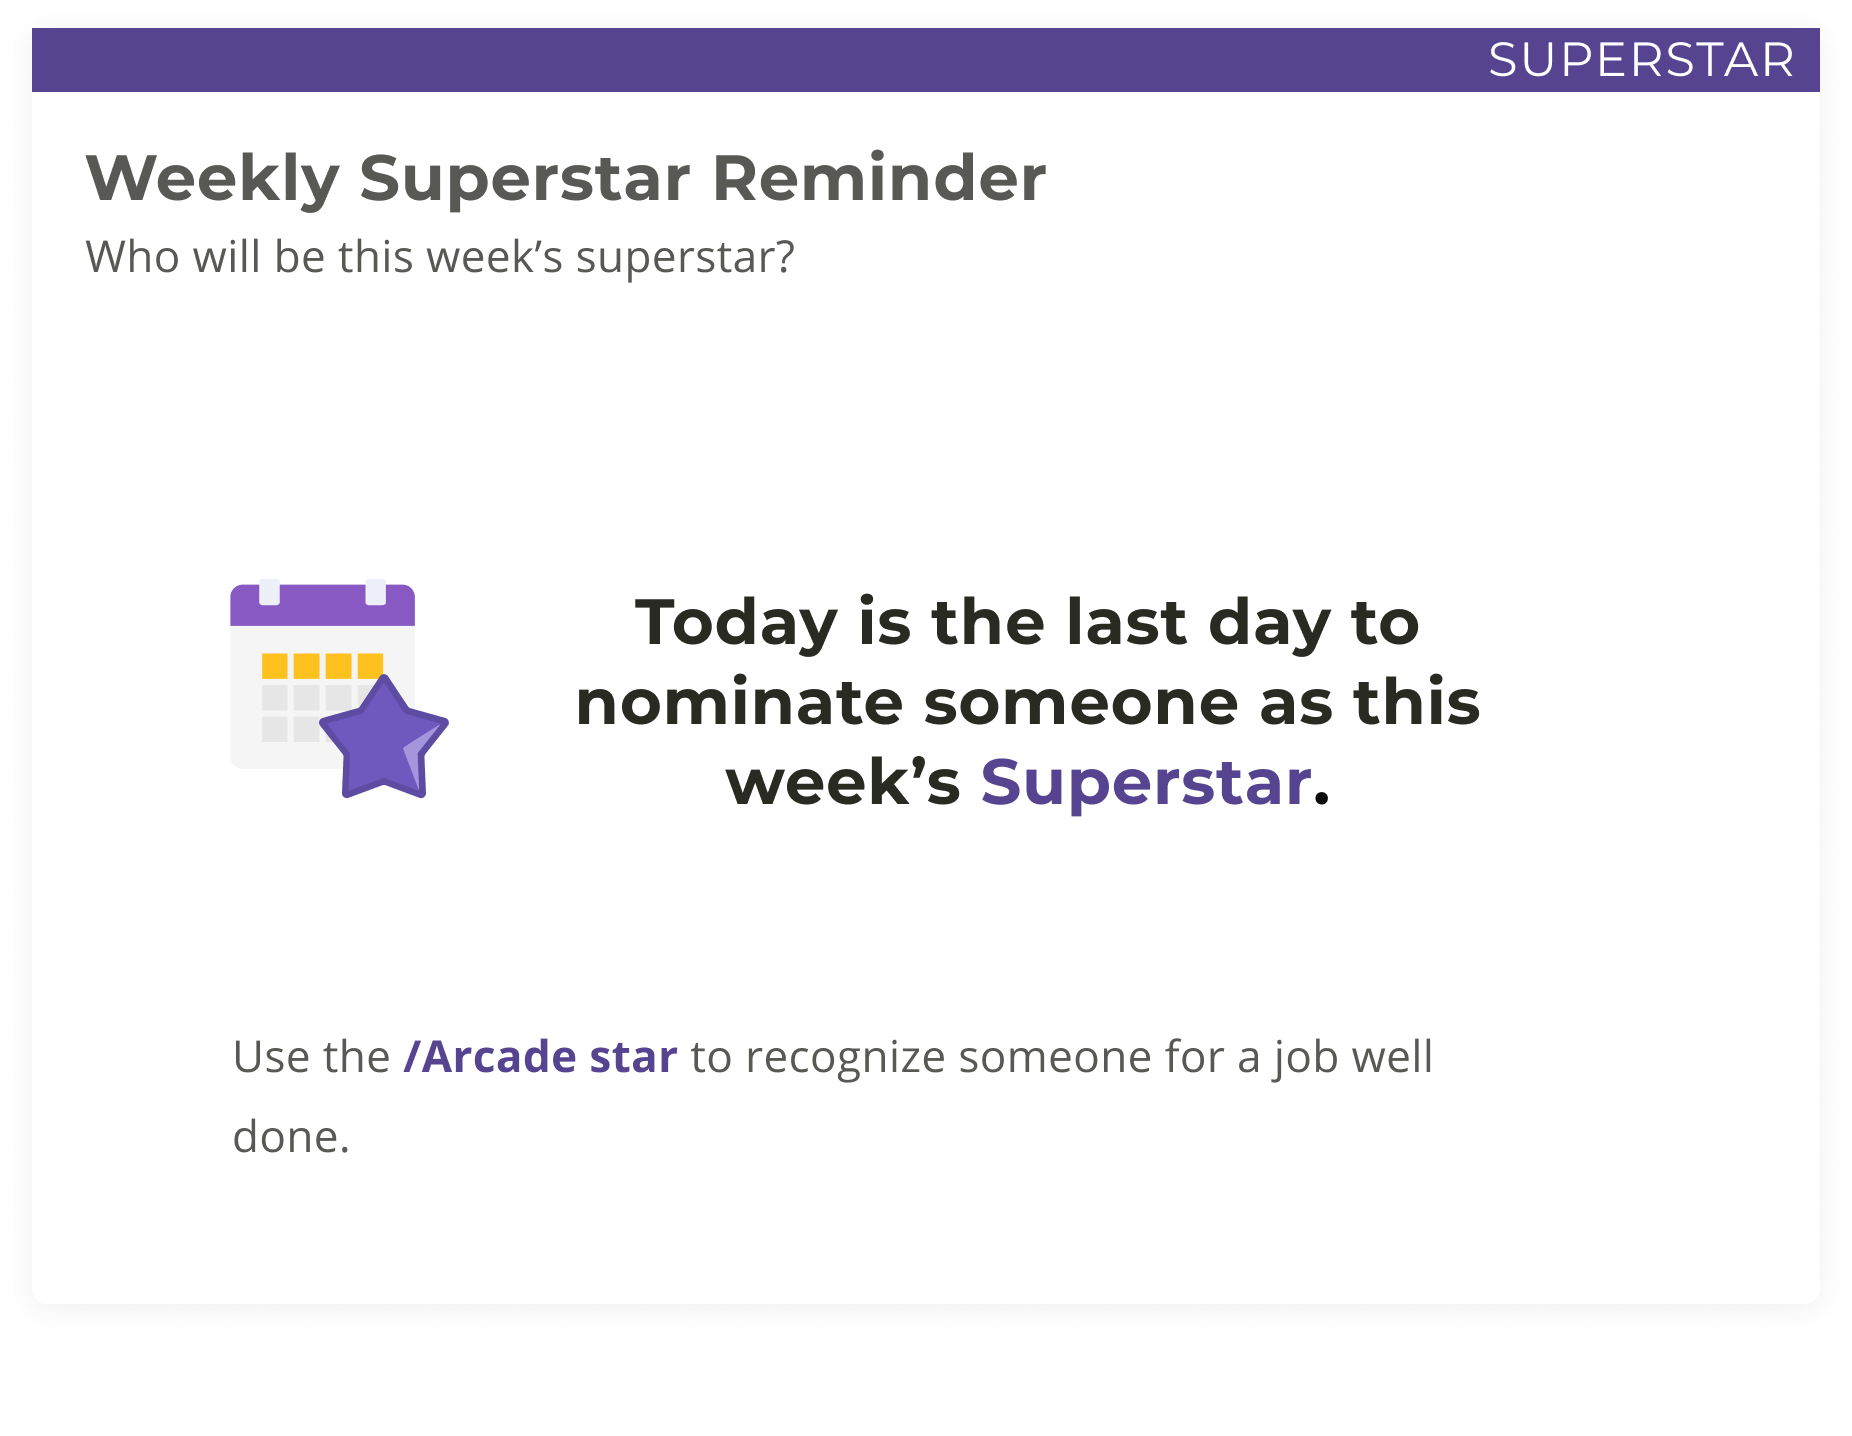 SUPERSTAR
Weekly Superstar Reminder
Who will be this week’s superstar?
Today is the last day to
nominate someone as this
week’s Superstar.
Use the /Arcade star to recognize someone for a job well
done.